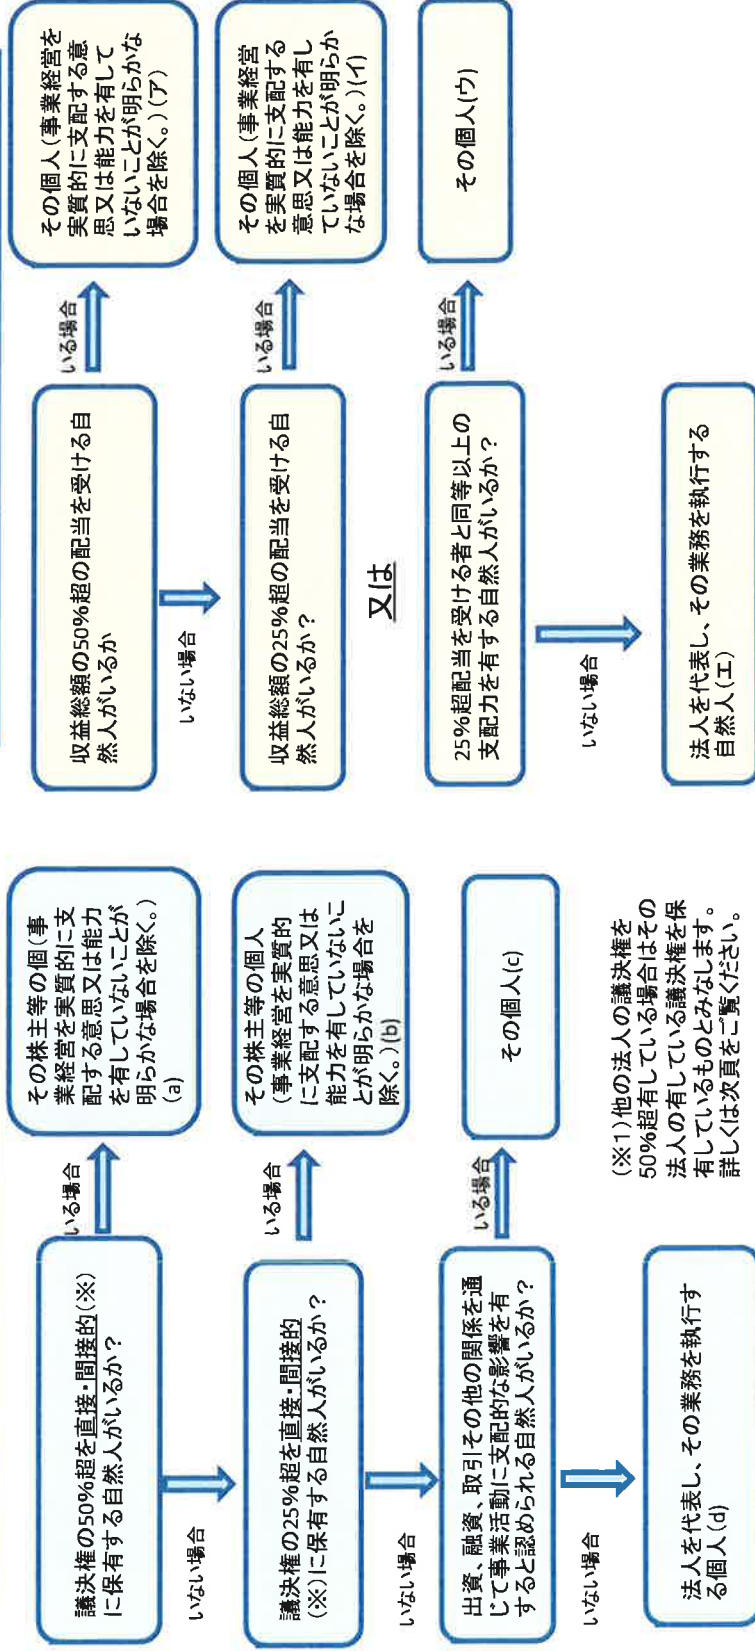 議決権の50%超を直接・間接的(※)
に保有する自然人がいるか?
いる場合
その株主等の個(事
業経営を実質的に支
配する意思又は能力
を有していないことが
明らかな場合を除く。)
(a)
いない場合
議決権の25%超を直接・間接的
(※)に保有する自然人がいるか?
いる場合
その株主等の個人
(事業経営を実質的
に支配する意思又は
能力を有していないこ
とが明らかな場合を
除く。)(b)
いない場合
出資、融資、取引その他の関係を通
じて事業活動に支配的な影響を有
すると認められる自然人がいるか?
いる場合
その個人(c)
いない場合
法人を代表し、その業務を執行す
る個人(d)
(※1)他の法人の議決権を
50%超有している場合はその
法人の有している議決権を保
有しているものとみなします。
詳しくは次頁をご覧ください。
収益総額の50%超の配当を受ける自
然人がいるか
いる場合
その個人(事業経営を
実質的に支配する意
思又は能力を有して
いないことが明らかな
場合を除く。)(ア)
いない場合
収益総額の25%超の配当を受ける自
然人がいるか?
いる場合
その個人(事業経営
を実質的に支配する
意思又は能力を有し
ていないことが明らか
な場合を除く。)(イ)
又は
25%超配当を受ける者と同等以上の
支配力を有する自然人がいるか?
いる場合
その個人(ウ)
いない場合
法人を代表し、その業務を執行する
自然人(エ)